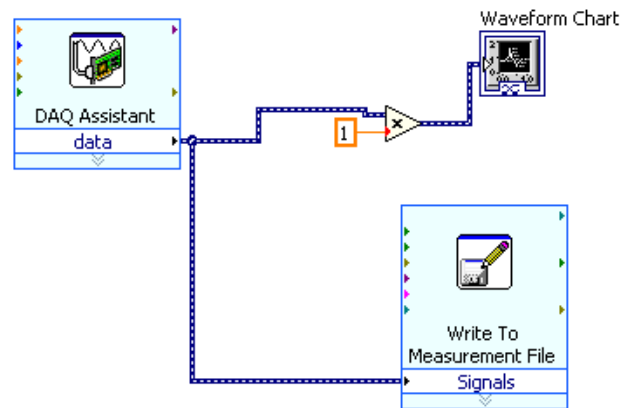 Waveform Chart
DAQ Assistant
data
1
x
Write To
Measurement File
Signals